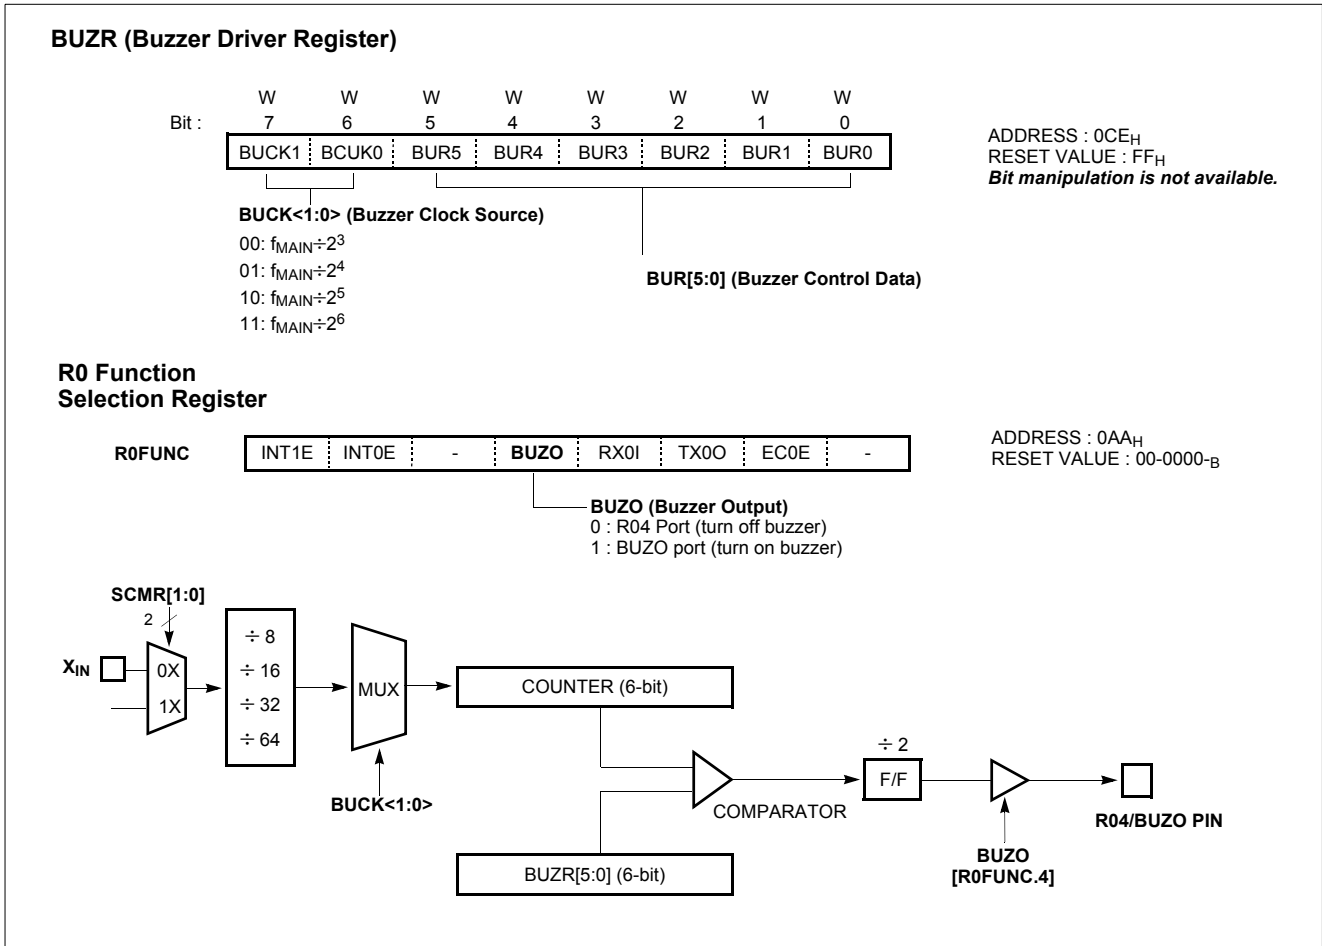 BUZR (Buzzer Driver Register)
W W W W W W W W
Bit : 7 6 5 4 3 2 1 0
BUCK1 BCUK0 BUR5 BUR4 BUR3 BUR2 BUR1 BUR0
ADDRESS : 0CEH
RESET VALUE : FFH
Bit manipulation is not available.
BUCK<1:0> (Buzzer Clock Source)
00: fMAIN÷2³
01: fMAIN÷2⁴
10: fMAIN÷2⁵
11: fMAIN÷2⁶
BUR[5:0] (Buzzer Control Data)
R0 Function
Selection Register
R0FUNC INT1E INT0E - BUZO RX0I TX0O EC0E -
ADDRESS : 0AAH
RESET VALUE : 00-0000-B
BUZO (Buzzer Output)
0 : R04 Port (turn off buzzer)
1 : BUZO port (turn on buzzer)
SCMR[1:0]
2
XIN
0X
1X
÷ 8
÷ 16
÷ 32
÷ 64
MUX
BUCK<1:0>
COUNTER (6-bit)
COMPARATOR
BUZR[5:0] (6-bit)
÷ 2
F/F
BUZO
[R0FUNC.4]
R04/BUZO PIN